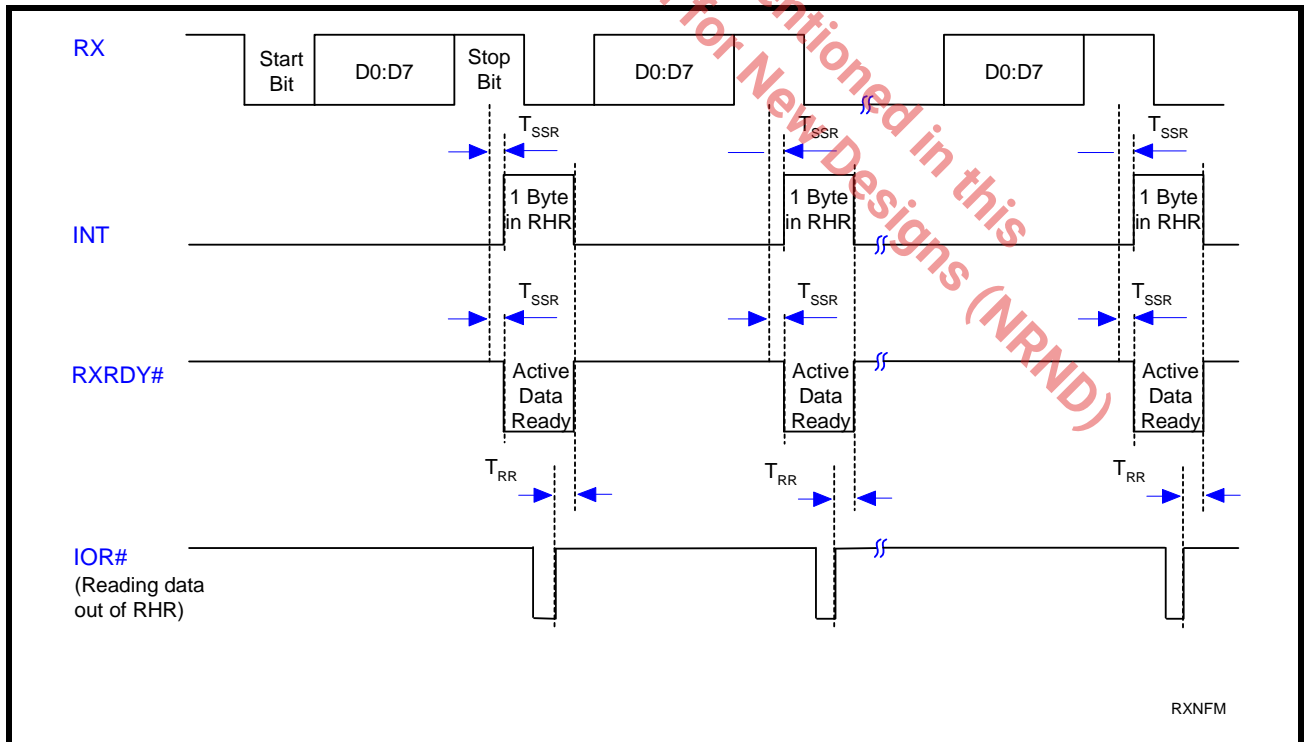 RX
Start
Bit
D0:D7
Stop
Bit
D0:D7
D0:D7
TSSR
TSSR
TSSR
INT
1 Byte
in RHR
1 Byte
in RHR
1 Byte
in RHR
TSSR
TSSR
TSSR
RXRDY#
Active
Data
Ready
Active
Data
Ready
Active
Data
Ready
TRR
TRR
TRR
IOR#
(Reading data
out of RHR)
RXNFM
entioned in this
for New Designs (NRND)